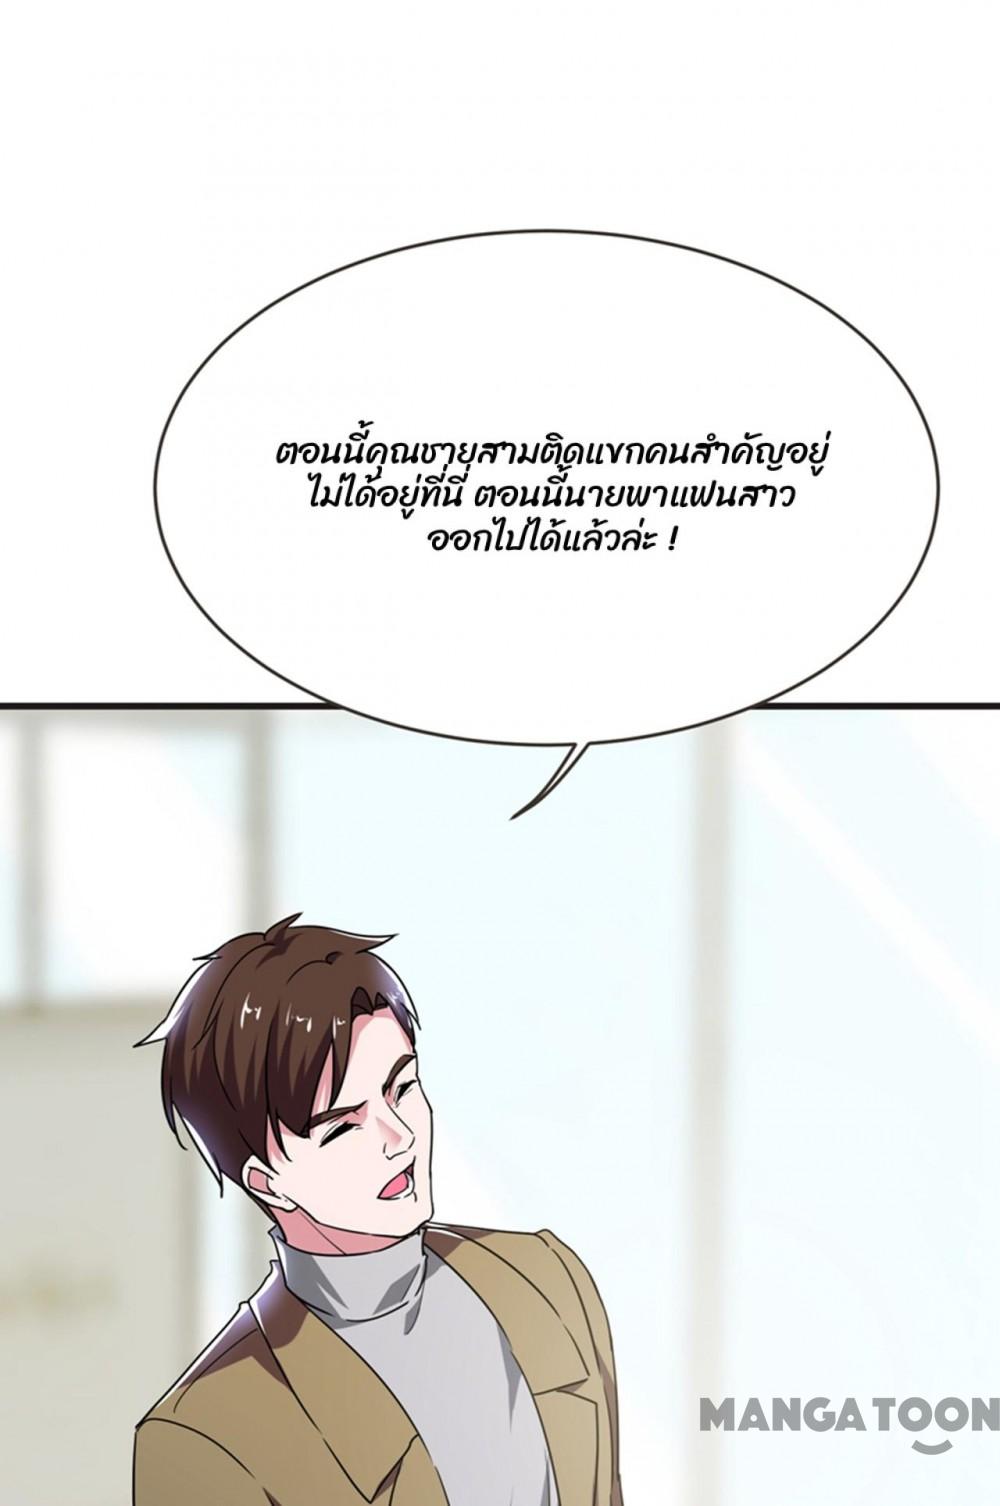 ตอนนี้คุณชายสามติดแขกคนสำคัญอยู่
ไม่ได้อยู่ที่นี่ ตอนนี้นายพาแฟนสาว
ออกไปได้แล้วล่ะ !
MANGATOON